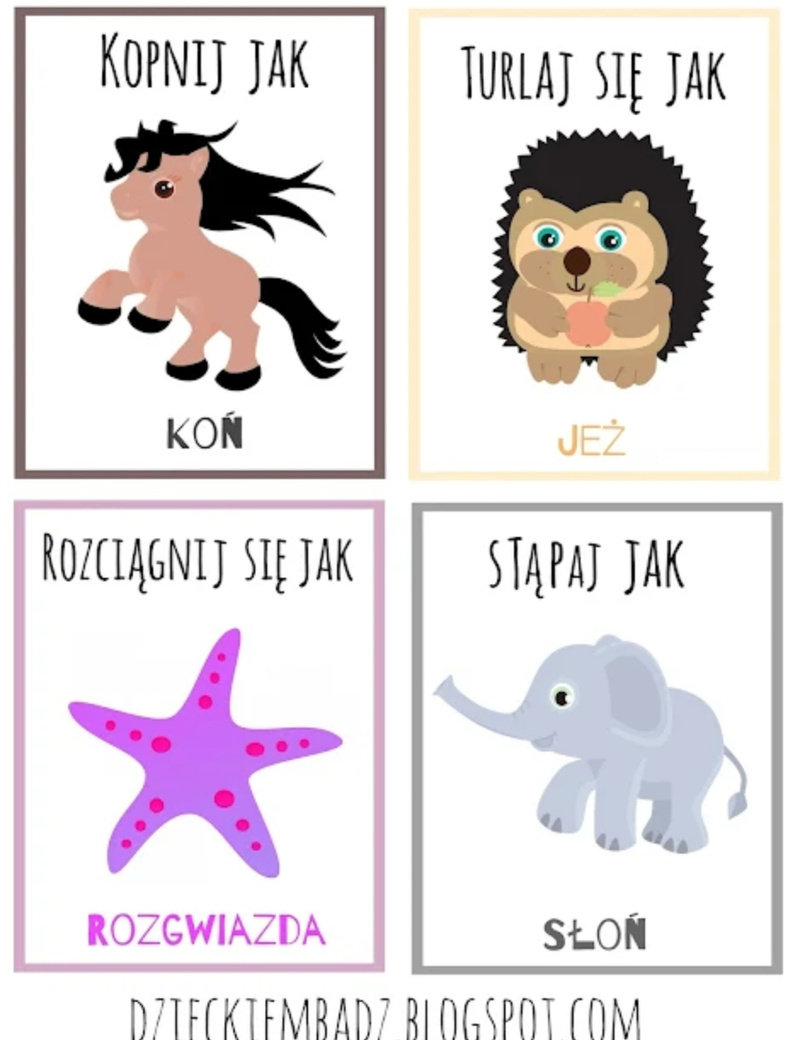 KOPNIJ JAK
KOŃ
TURLAJ SIĘ JAK
JEŻ
ROZCIĄGNIJ SIĘ JAK
ROZGWIAZDA
STĄPAJ JAK
SŁOŃ
DZIECKIEMBADZ.BLOGSPOT.COM